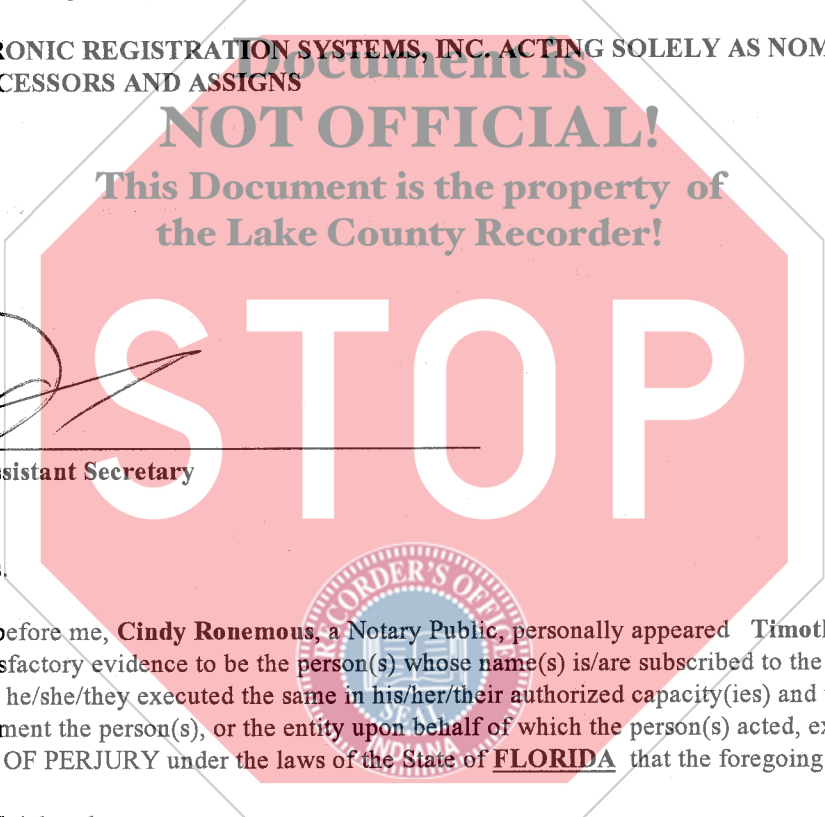 RONIC REGISTRATION SYSTEMS, INC. ACTING SOLELY AS NOM
CESSORS AND ASSIGNS
Document is
NOT OFFICIAL!
This Document is the property of
the Lake County Recorder!
STOP
ssistant Secretary
RECORDER'S OFFICE
SEAL
INDIANA
before me, Cindy Ronemous, a Notary Public, personally appeared Timoth
sfactory evidence to be the person(s) whose name(s) is/are subscribed to the
he/she/they executed the same in his/her/their authorized capacity(ies) and
ment the person(s), or the entity upon behalf of which the person(s) acted, ex
OF PERJURY under the laws of the State of FLORIDA that the foregoing